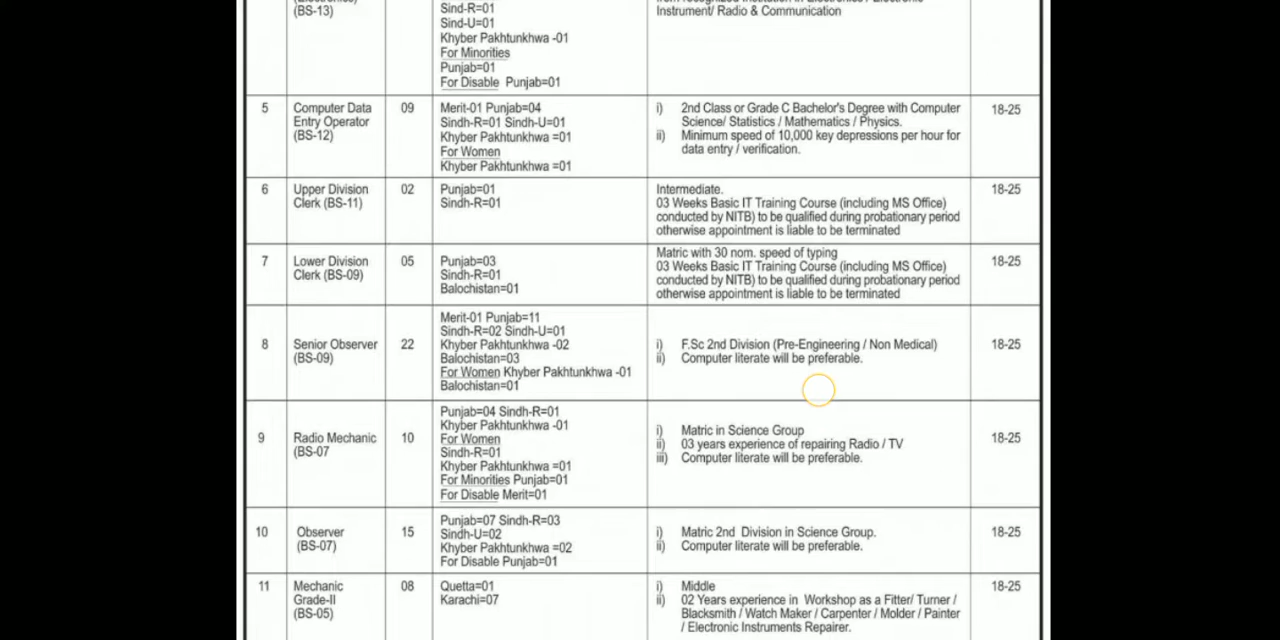 (BS-13)
Sind-R=01
Sind-U=01
Khyber Pakhtunkhwa -01
For Minorities
Punjab=01
For Disable Punjab=01
Instrument/ Radio & Communication
5
Computer Data
Entry Operator
(BS-12)
09
Merit-01 Punjab=04
Sindh-R=01 Sindh-U=01
Khyber Pakhtunkhwa =01
For Women
Khyber Pakhtunkhwa =01
i) 2nd Class or Grade C Bachelor's Degree with Computer
Science/ Statistics / Mathematics / Physics.
ii) Minimum speed of 10,000 key depressions per hour for
data entry / verification.
18-25
6
Upper Division
Clerk (BS-11)
02
Punjab=01
Sindh-R=01
Intermediate.
03 Weeks Basic IT Training Course (including MS Office)
conducted by NITB) to be qualified during probationary period
otherwise appointment is liable to be terminated
18-25
7
Lower Division
Clerk (BS-09)
05
Punjab=03
Sindh-R=01
Balochistan=01
Matric with 30 nom. speed of typing
03 Weeks Basic IT Training Course (including MS Office)
conducted by NITB) to be qualified during probationary period
otherwise appointment is liable to be terminated
18-25
8
Senior Observer
(BS-09)
22
Merit-01 Punjab=11
Sindh-R=02 Sindh-U=01
Khyber Pakhtunkhwa -02
Balochistan=03
For Women Khyber Pakhtunkhwa -01
Balochistan=01
i) F.Sc 2nd Division (Pre-Engineering / Non Medical)
ii) Computer literate will be preferable.
18-25
9
Radio Mechanic
(BS-07
10
Punjab=04 Sindh-R=01
Khyber Pakhtunkhwa -01
For Women
Sindh-R=01
Khyber Pakhtunkhwa =01
For Minorities Punjab=01
For Disable Merit=01
i) Matric in Science Group
ii) 03 years experience of repairing Radio / TV
iii) Computer literate will be preferable.
18-25
10
Observer
(BS-07)
15
Punjab=07 Sindh-R=03
Sindh-U=02
Khyber Pakhtunkhwa =02
For Disable Punjab=01
i) Matric 2nd Division in Science Group.
ii) Computer literate will be preferable.
18-25
11
Mechanic
Grade-II
(BS-05)
08
Quetta=01
Karachi=07
i) Middle
ii) 02 Years experience in Workshop as a Fitter/ Turner /
Blacksmith / Watch Maker / Carpenter / Molder / Painter
/ Electronic Instruments Repairer.
18-25